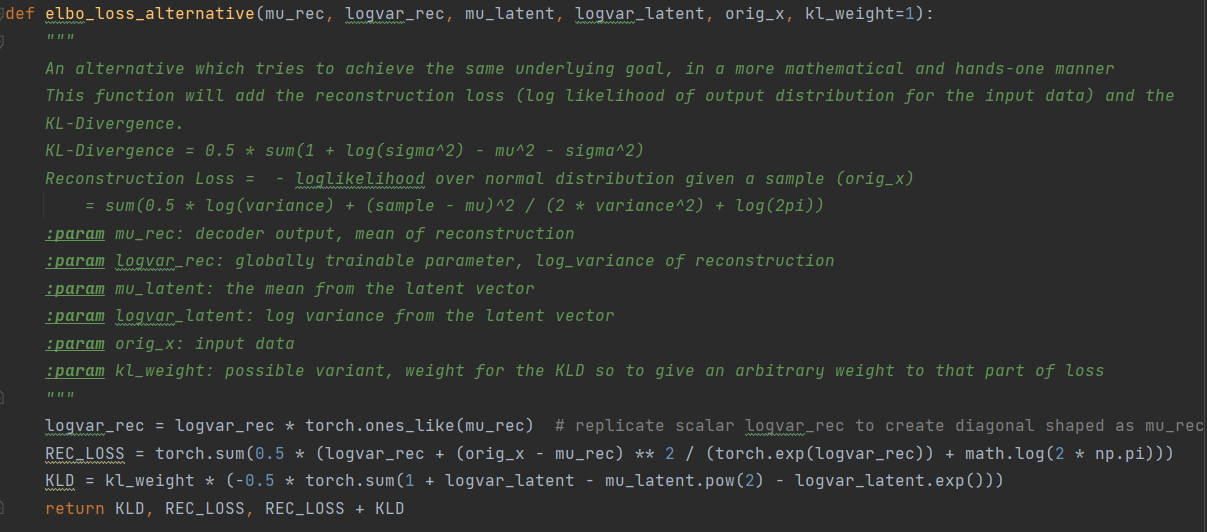 def elbo_loss_alternative(mu_rec, logvar_rec, mu_latent, logvar_latent, orig_x, kl_weight=1):
"""
An alternative which tries to achieve the same underlying goal, in a more mathematical and hands-one manner
This function will add the reconstruction loss (log likelihood of output distribution for the input data) and the
KL-Divergence.
KL-Divergence = 0.5 * sum(1 + log(sigma^2) - mu^2 - sigma^2)
Reconstruction Loss =  - loglikelihood over normal distribution given a sample (orig_x)
= sum(0.5 * log(variance) + (sample - mu)^2 / (2 * variance^2) + log(2pi))
:param mu_rec: decoder output, mean of reconstruction
:param logvar_rec: globally trainable parameter, log_variance of reconstruction
:param mu_latent: the mean from the latent vector
:param logvar_latent: log variance from the latent vector
:param orig_x: input data
:param kl_weight: possible variant, weight for the KLD so to give an arbitrary weight to that part of loss
"""
logvar_rec = logvar_rec * torch.ones_like(mu_rec)  # replicate scalar logvar_rec to create diagonal shaped as mu_rec
REC_LOSS = torch.sum(0.5 * (logvar_rec + (orig_x - mu_rec) ** 2 / (torch.exp(logvar_rec)) + math.log(2 * np.pi)))
KLD = kl_weight * (-0.5 * torch.sum(1 + logvar_latent - mu_latent.pow(2) - logvar_latent.exp()))
return KLD, REC_LOSS, REC_LOSS + KLD